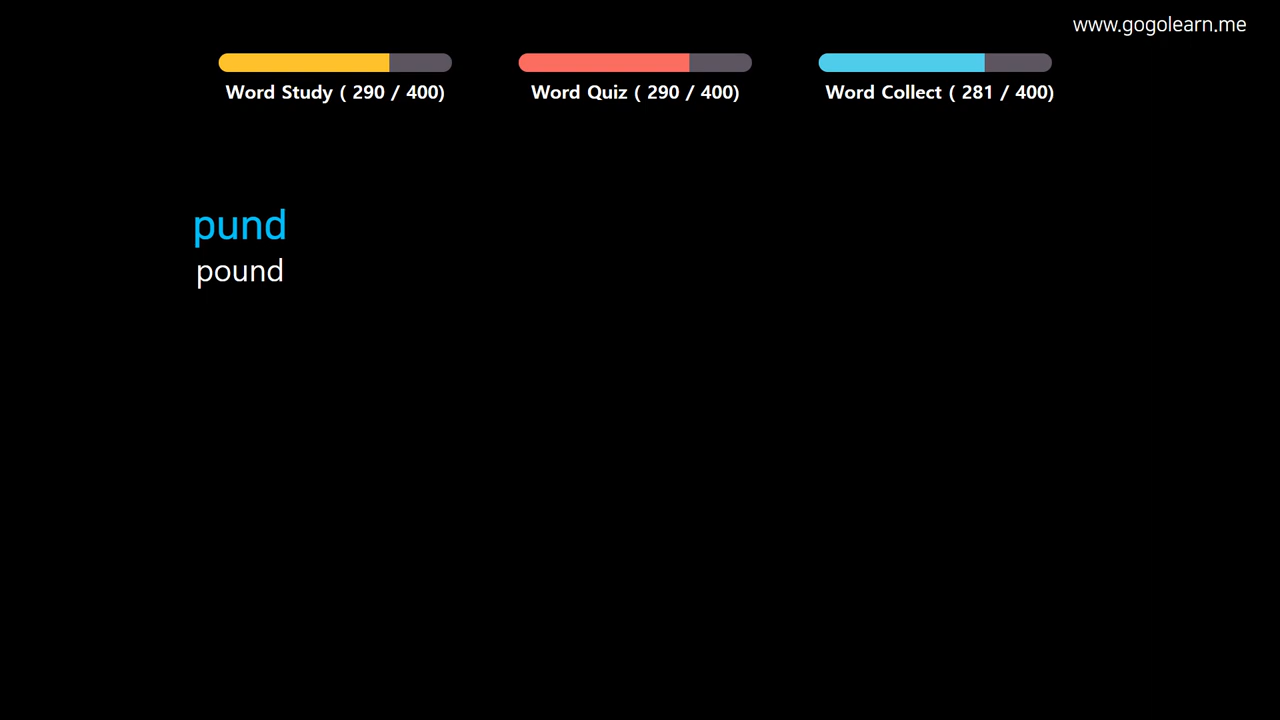 www.gogolearn.me
Word Study ( 290 / 400)
Word Quiz ( 290 / 400)
Word Collect ( 281 / 400)
pund
pound